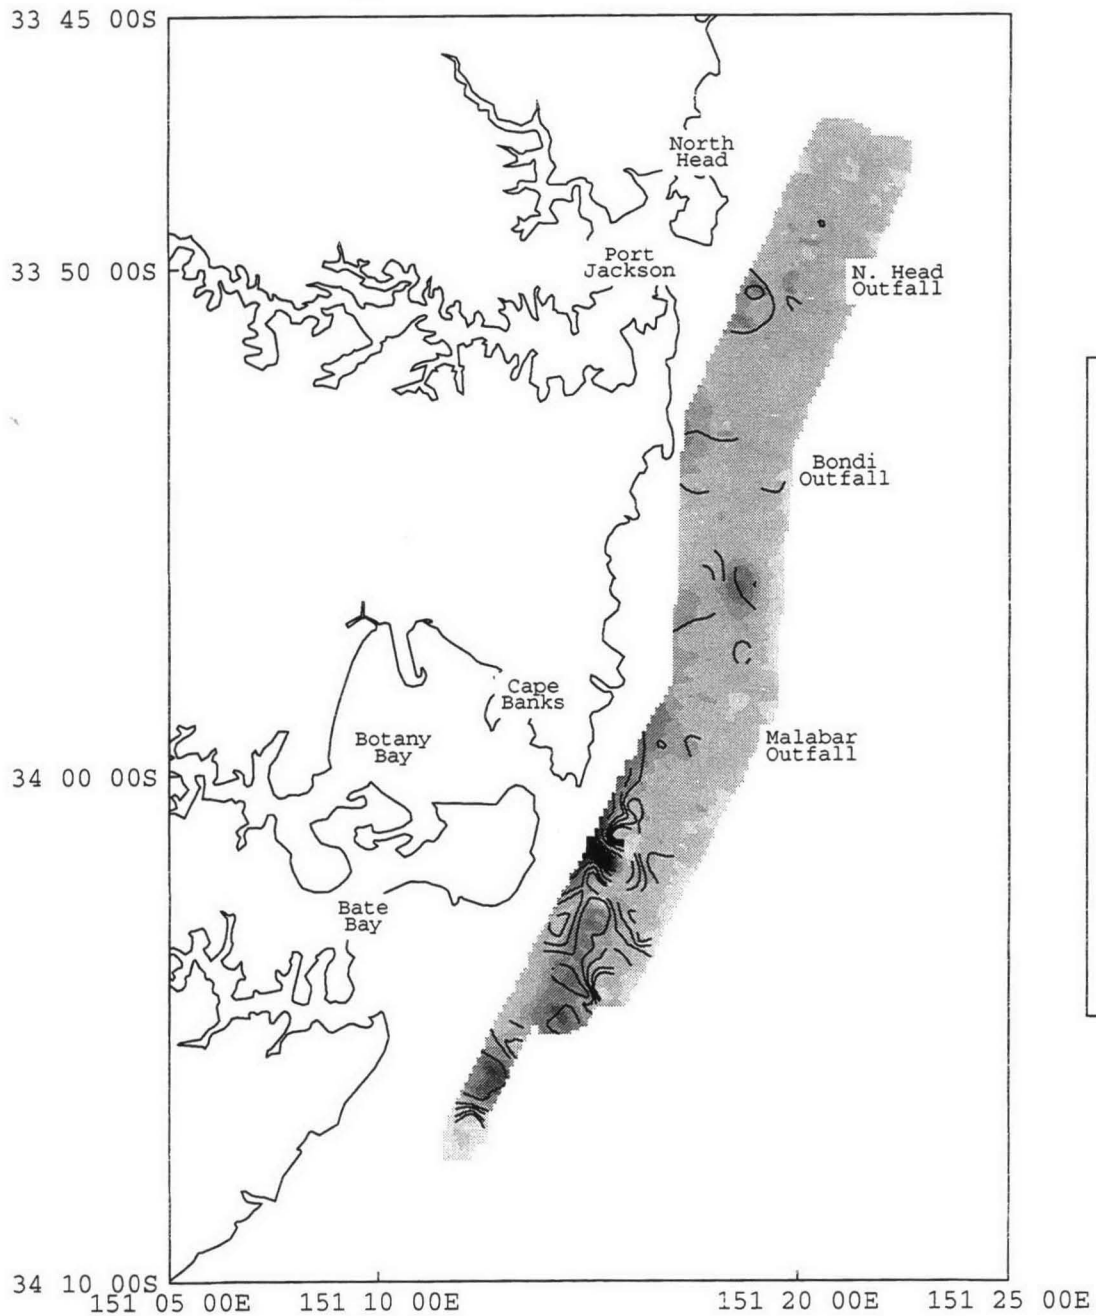 33 45 00S
North
Head
33 50 00S
Port
Jackson
N. Head
Outfall
Bondi
Outfall
Cape
Banks
Botany
Bay
Malabar
Outfall
34 00 00S
Bate
Bay
34 10 00S
151 05 00E
151 10 00E
151 20 00E
151 25 00E